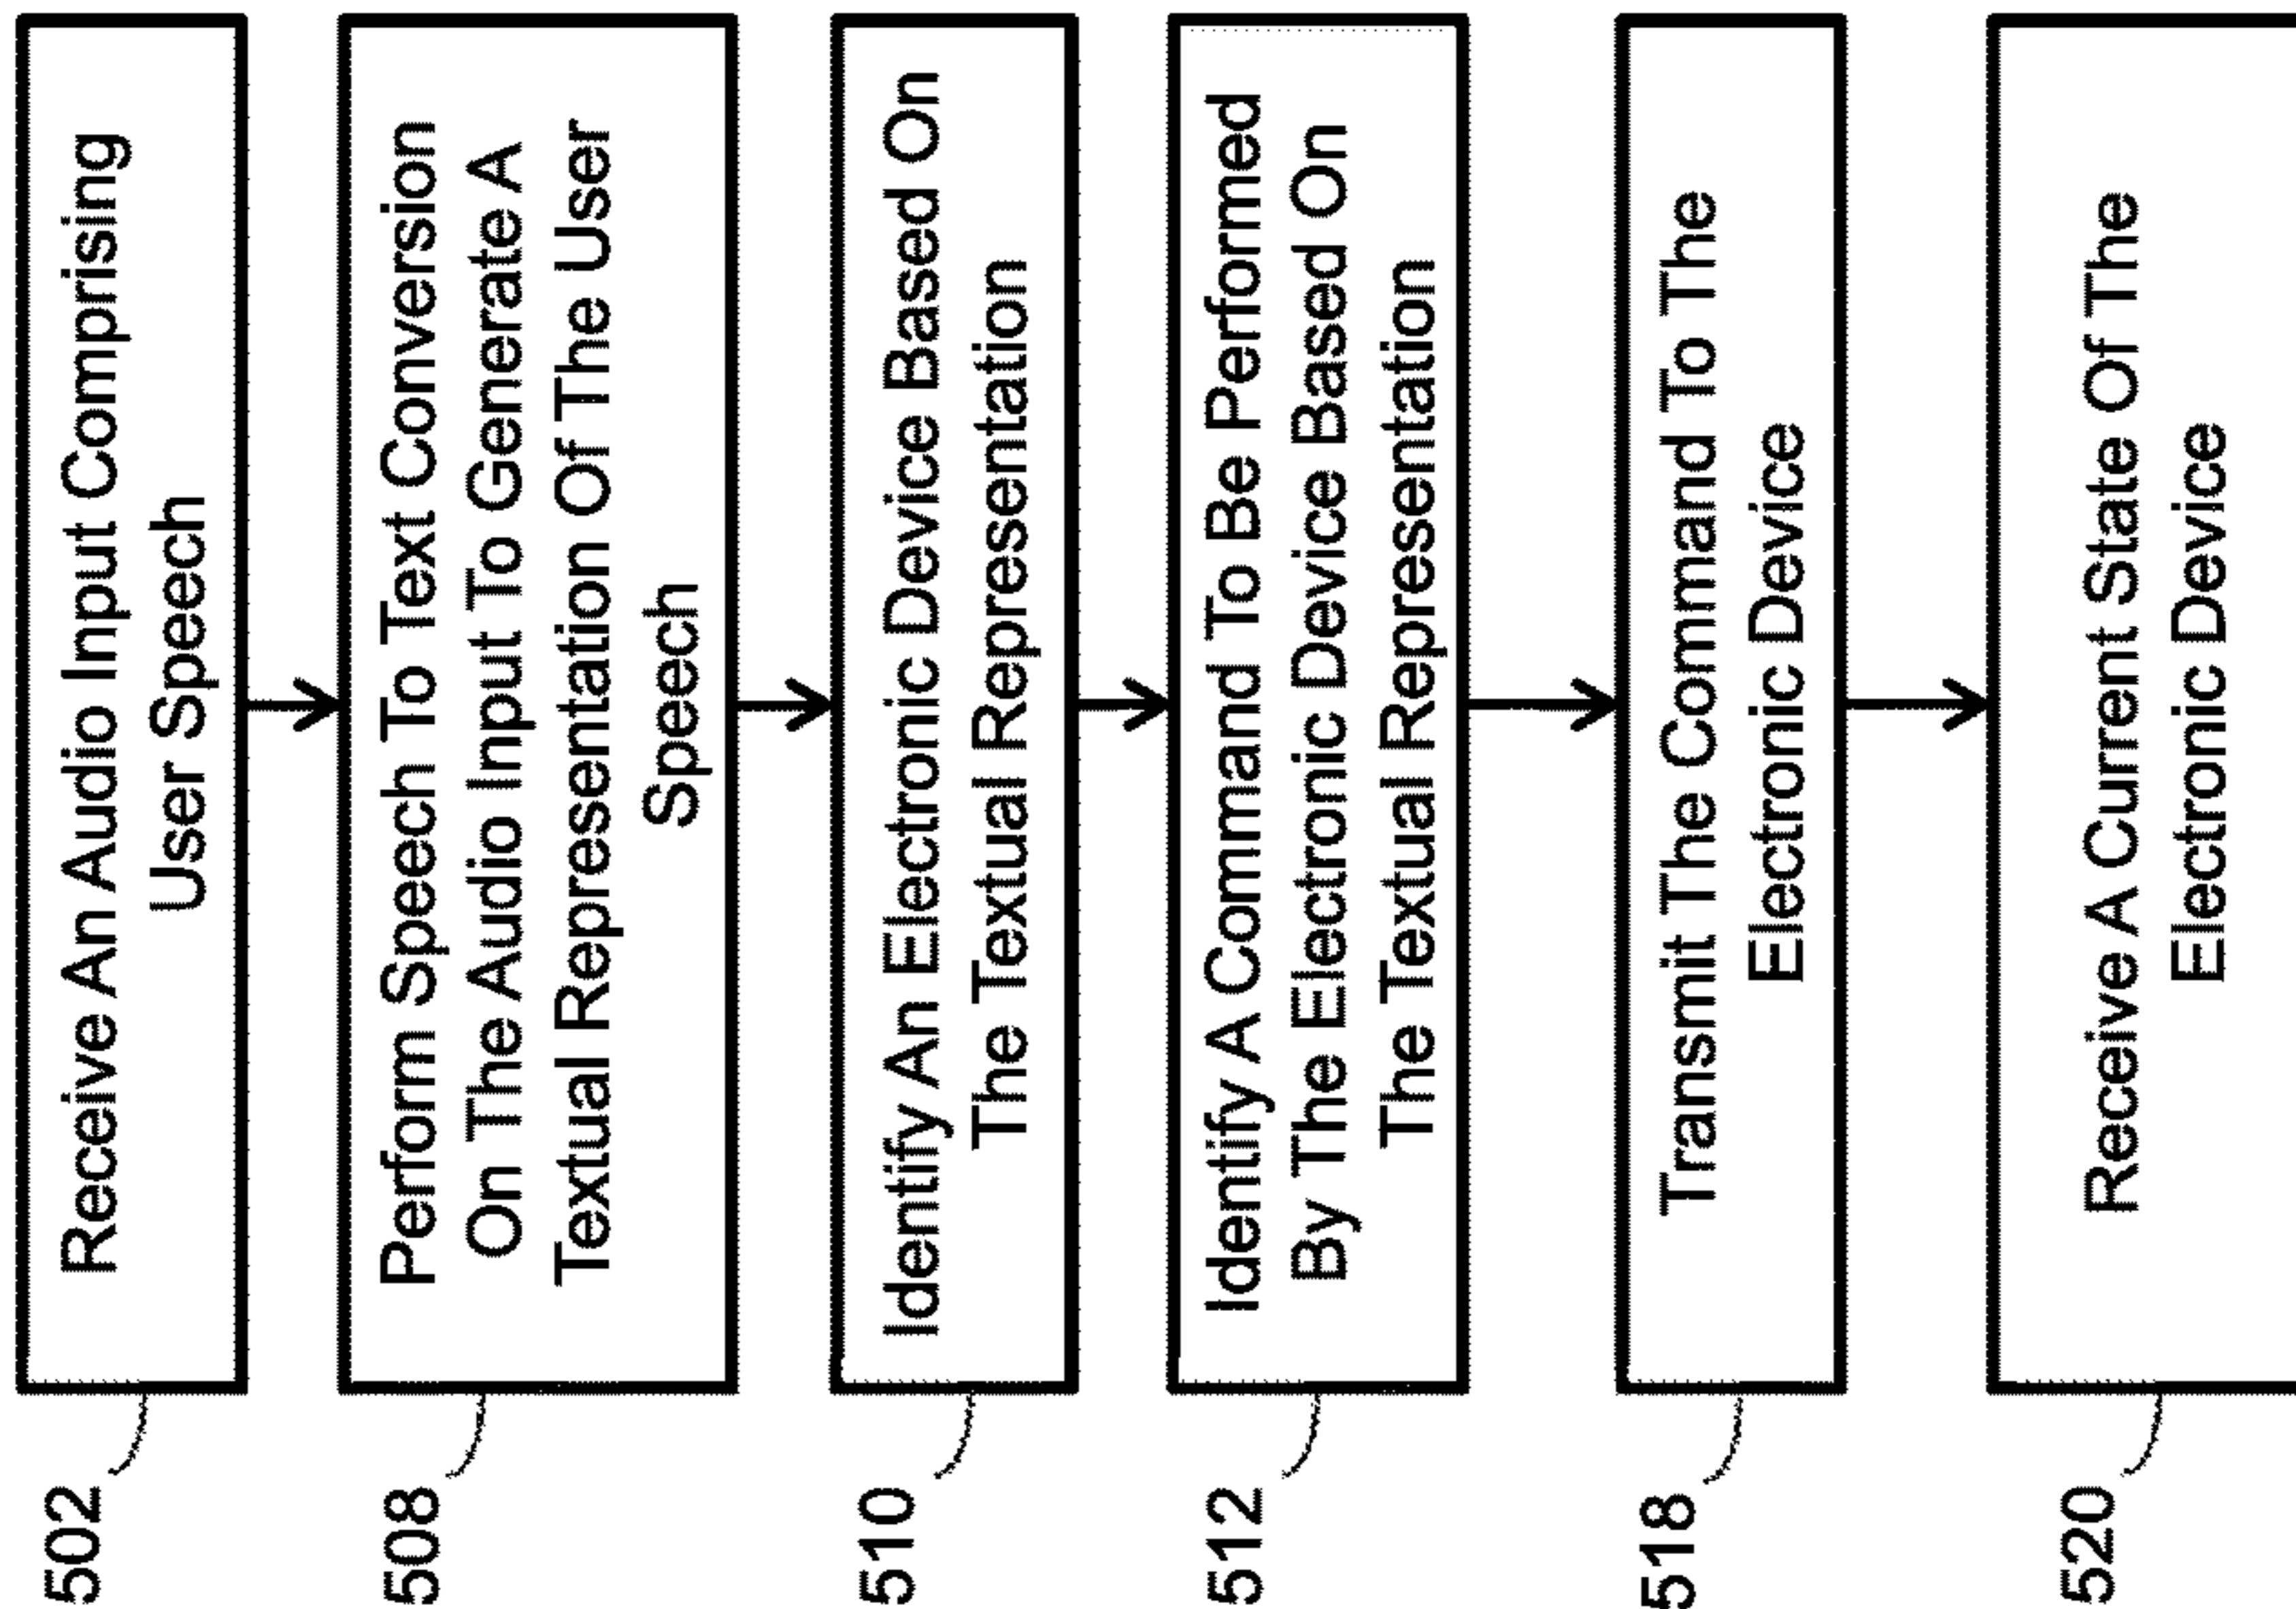 502
Receive An Audio Input Comprising
User Speech
508
Perform Speech To Text Conversion
On The Audio Input To Generate A
Textual Representation Of The User
Speech
510
Identify An Electronic Device Based On
The Textual Representation
512
Identify A Command To Be Performed
By The Electronic Device Based On
The Textual Representation
518
Transmit The Command To The
Electronic Device
520
Receive A Current State Of The
Electronic Device